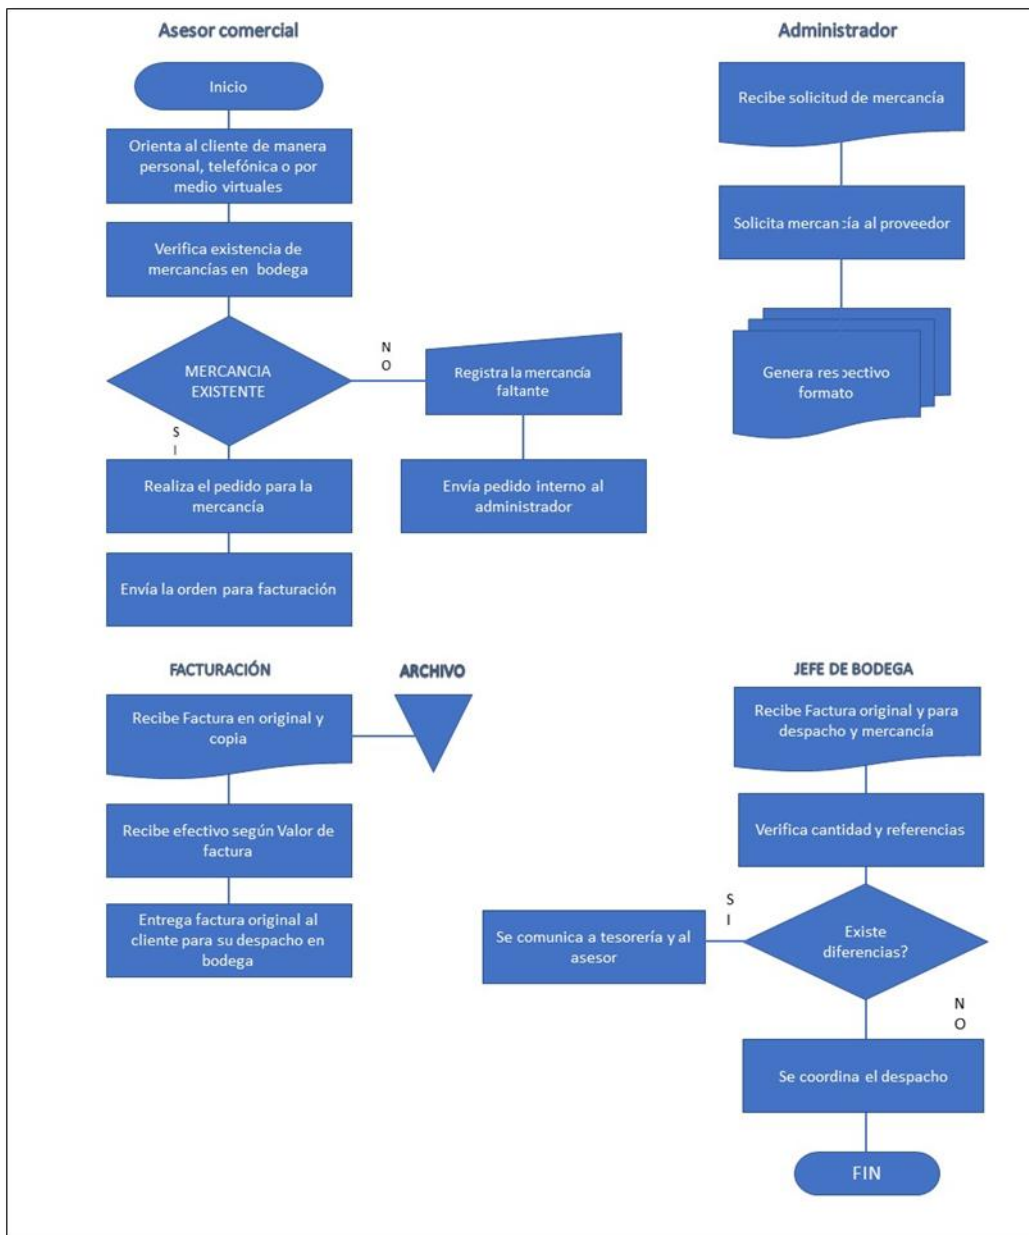 Asesor comercial
Inicio
Orienta al cliente de manera
personal, telefónica o por
medio virtuales
Verifica existencia de
mercancías en bodega
MERCANCIA
EXISTENTE
N
O
Registra la mercancía
faltante
Envía pedido interno al
administrador
S
I
Realiza el pedido para la
mercancía
Envía la orden para facturación
Administrador
Recibe solicitud de mercancía
Solicita mercancía al proveedor
Genera respectivo
formato
FACTURACIÓN
Recibe Factura en original y
copia
ARCHIVO
Recibe efectivo según Valor de
factura
Entrega factura original al
cliente para su despacho en
bodega
JEFE DE BODEGA
Recibe Factura original y para
despacho y mercancía
Verifica cantidad y referencias
Existe
diferencias?
S
I
Se comunica a tesorería y al
asesor
N
O
Se coordina el despacho
FIN